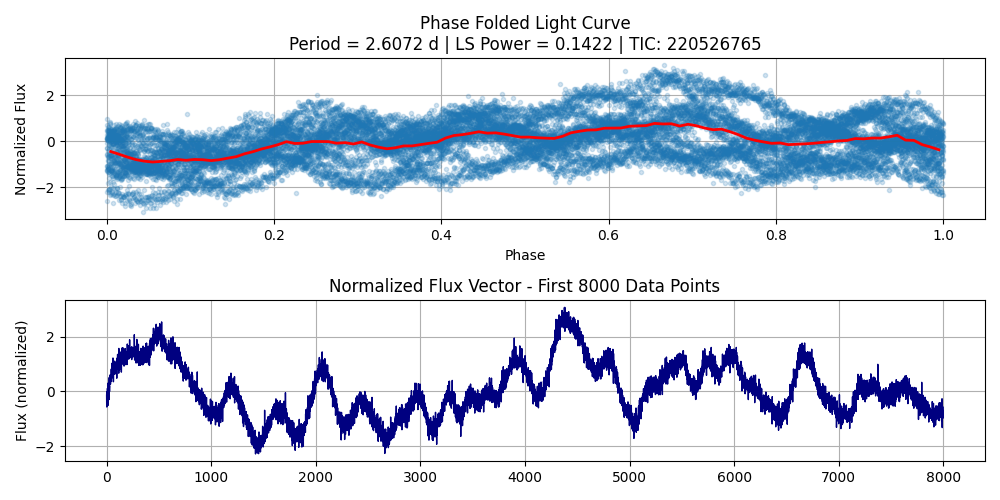 Phase Folded Light Curve
Period = 2.6072 d | LS Power = 0.1422 | TIC: 220526765
Normalized Flux
2
0
−2
0.0 0.2 0.4 0.6 0.8 1.0
Phase
Normalized Flux Vector - First 8000 Data Points
Flux (normalized)
2
0
−2
0 1000 2000 3000 4000 5000 6000 7000 8000